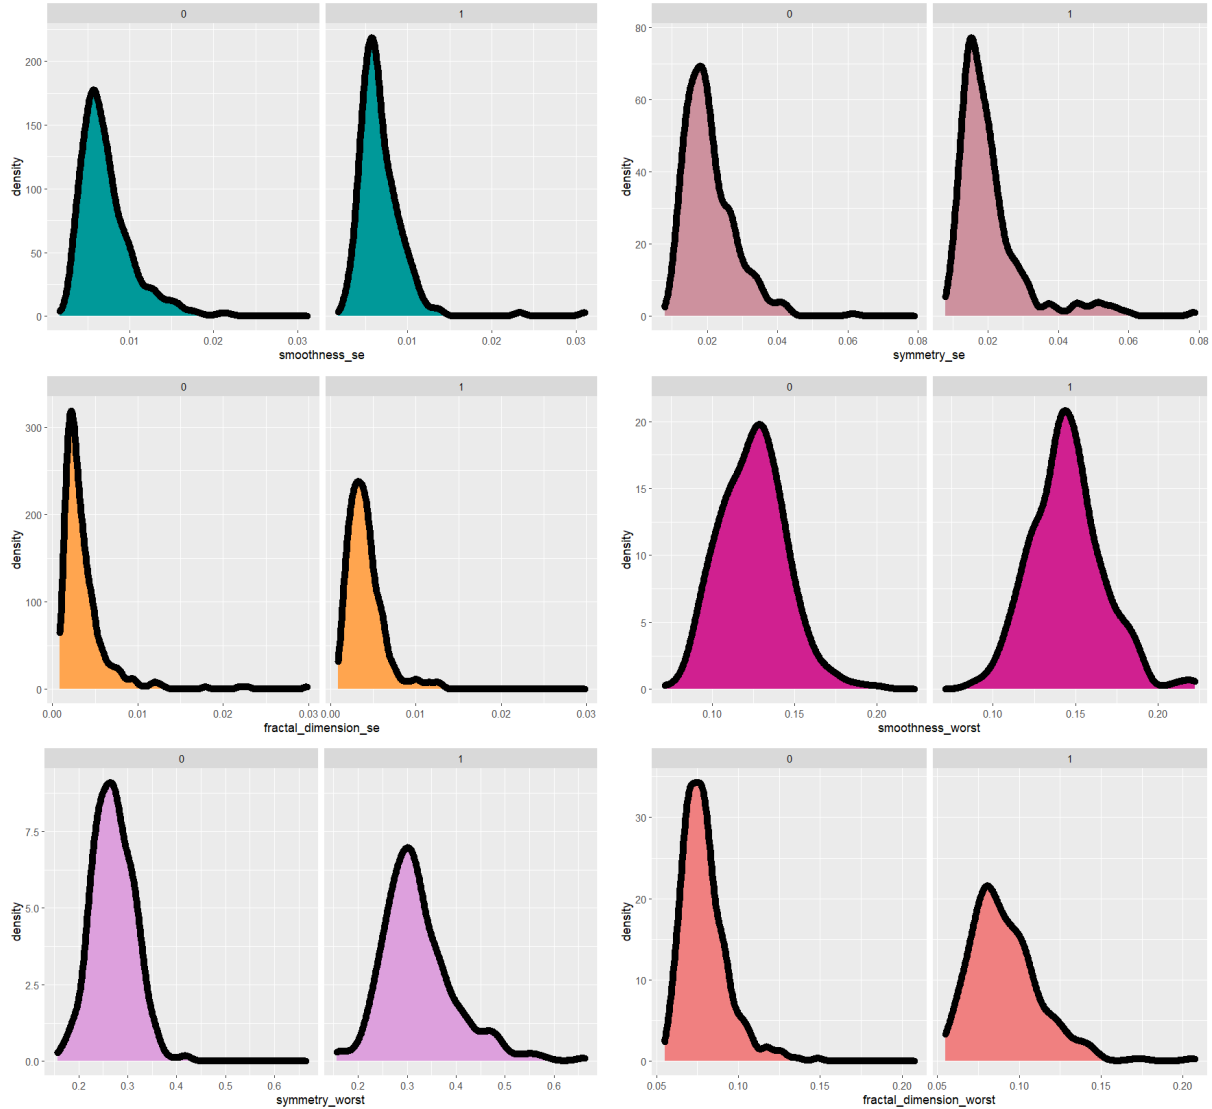 0 1
density
200
150
100
50
0
0.01 0.02 0.03 0.01 0.02 0.03
smoothness_se
0 1
density
80
60
40
20
0
0.02 0.04 0.06 0.08 0.02 0.04 0.06 0.08
symmetry_se
0 1
density
300
200
100
0
0.00 0.01 0.02 0.03 0.00 0.01 0.02 0.03
fractal_dimension_se
0 1
density
20
15
10
5
0
0.10 0.15 0.20 0.10 0.15 0.20
smoothness_worst
0 1
density
7.5
5.0
2.5
0.0
0.2 0.3 0.4 0.5 0.6 0.2 0.3 0.4 0.5 0.6
symmetry_worst
0 1
density
30
20
10
0
0.05 0.10 0.15 0.20 0.05 0.10 0.15 0.20
fractal_dimension_worst